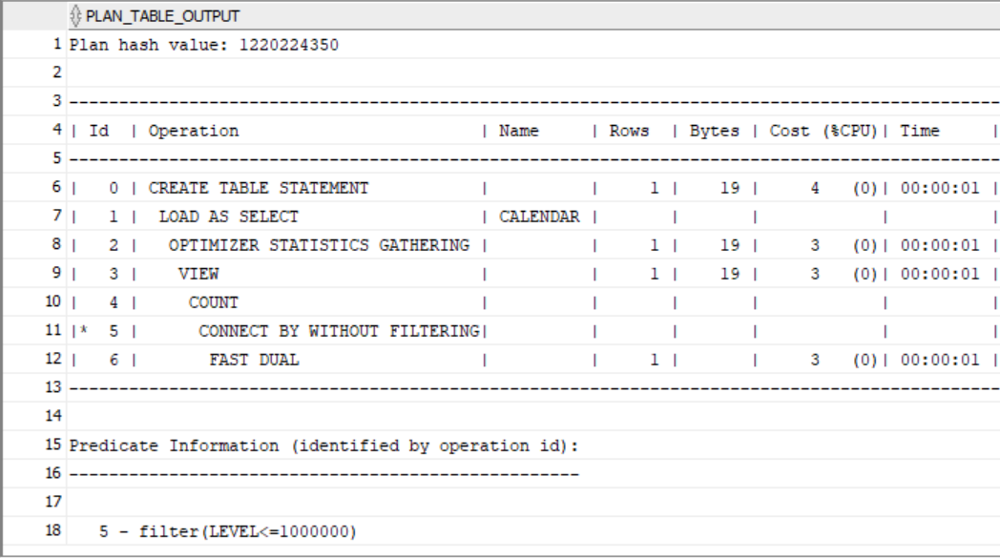 PLAN_TABLE_OUTPUT
1 Plan hash value: 1220224350
2
3 ---------------------------------------------------------------------------------------------
4 | Id  | Operation                        | Name     | Rows  | Bytes | Cost (%CPU)| Time     |
5 ---------------------------------------------------------------------------------------------
6 |   0 | CREATE TABLE STATEMENT           |          |     1 |    19 |     4   (0)| 00:00:01 |
7 |   1 |  LOAD AS SELECT                  | CALENDAR |       |       |            |          |
8 |   2 |   OPTIMIZER STATISTICS GATHERING |          |     1 |    19 |     3   (0)| 00:00:01 |
9 |   3 |    VIEW                          |          |     1 |    19 |     3   (0)| 00:00:01 |
10 |   4 |     COUNT                        |          |       |       |            |          |
11 |*  5 |      CONNECT BY WITHOUT FILTERING|          |       |       |            |          |
12 |   6 |       FAST DUAL                  |          |     1 |       |     3   (0)| 00:00:01 |
13 ---------------------------------------------------------------------------------------------
14
15 Predicate Information (identified by operation id):
16 ---------------------------------------------------
17
18    5 - filter(LEVEL<=1000000)